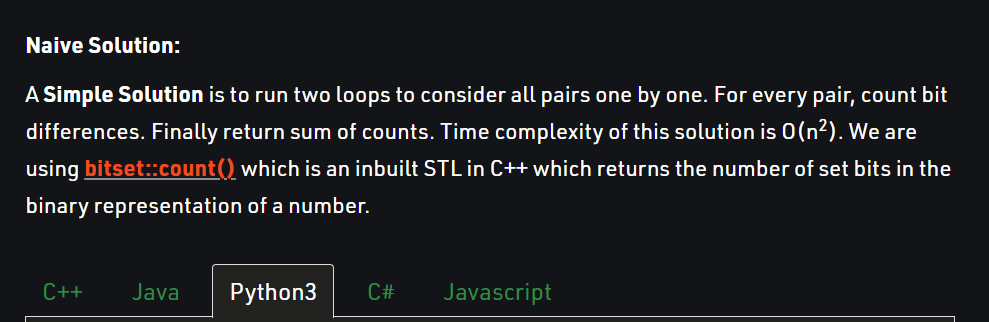 Naive Solution:
A Simple Solution is to run two loops to consider all pairs one by one. For every pair, count bit
differences. Finally return sum of counts. Time complexity of this solution is O(n²). We are
using bitset::count() which is an inbuilt STL in C++ which returns the number of set bits in the
binary representation of a number.
C++ Java Python3 C# Javascript